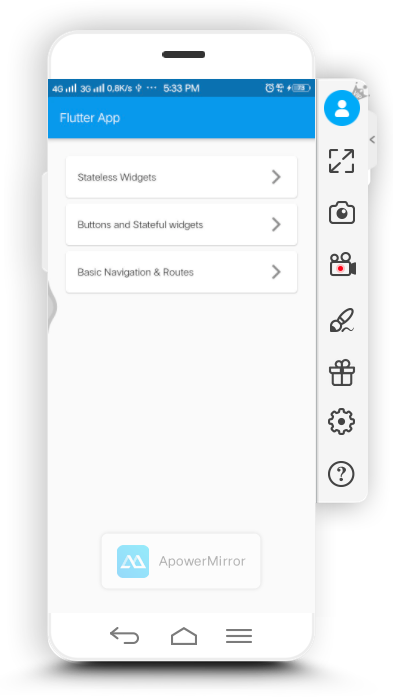 4G 3G 0.8K/s ··· 5:33 PM
Flutter App
Stateless Widgets
Buttons and Stateful widgets
Basic Navigation & Routes
ApowerMirror
?